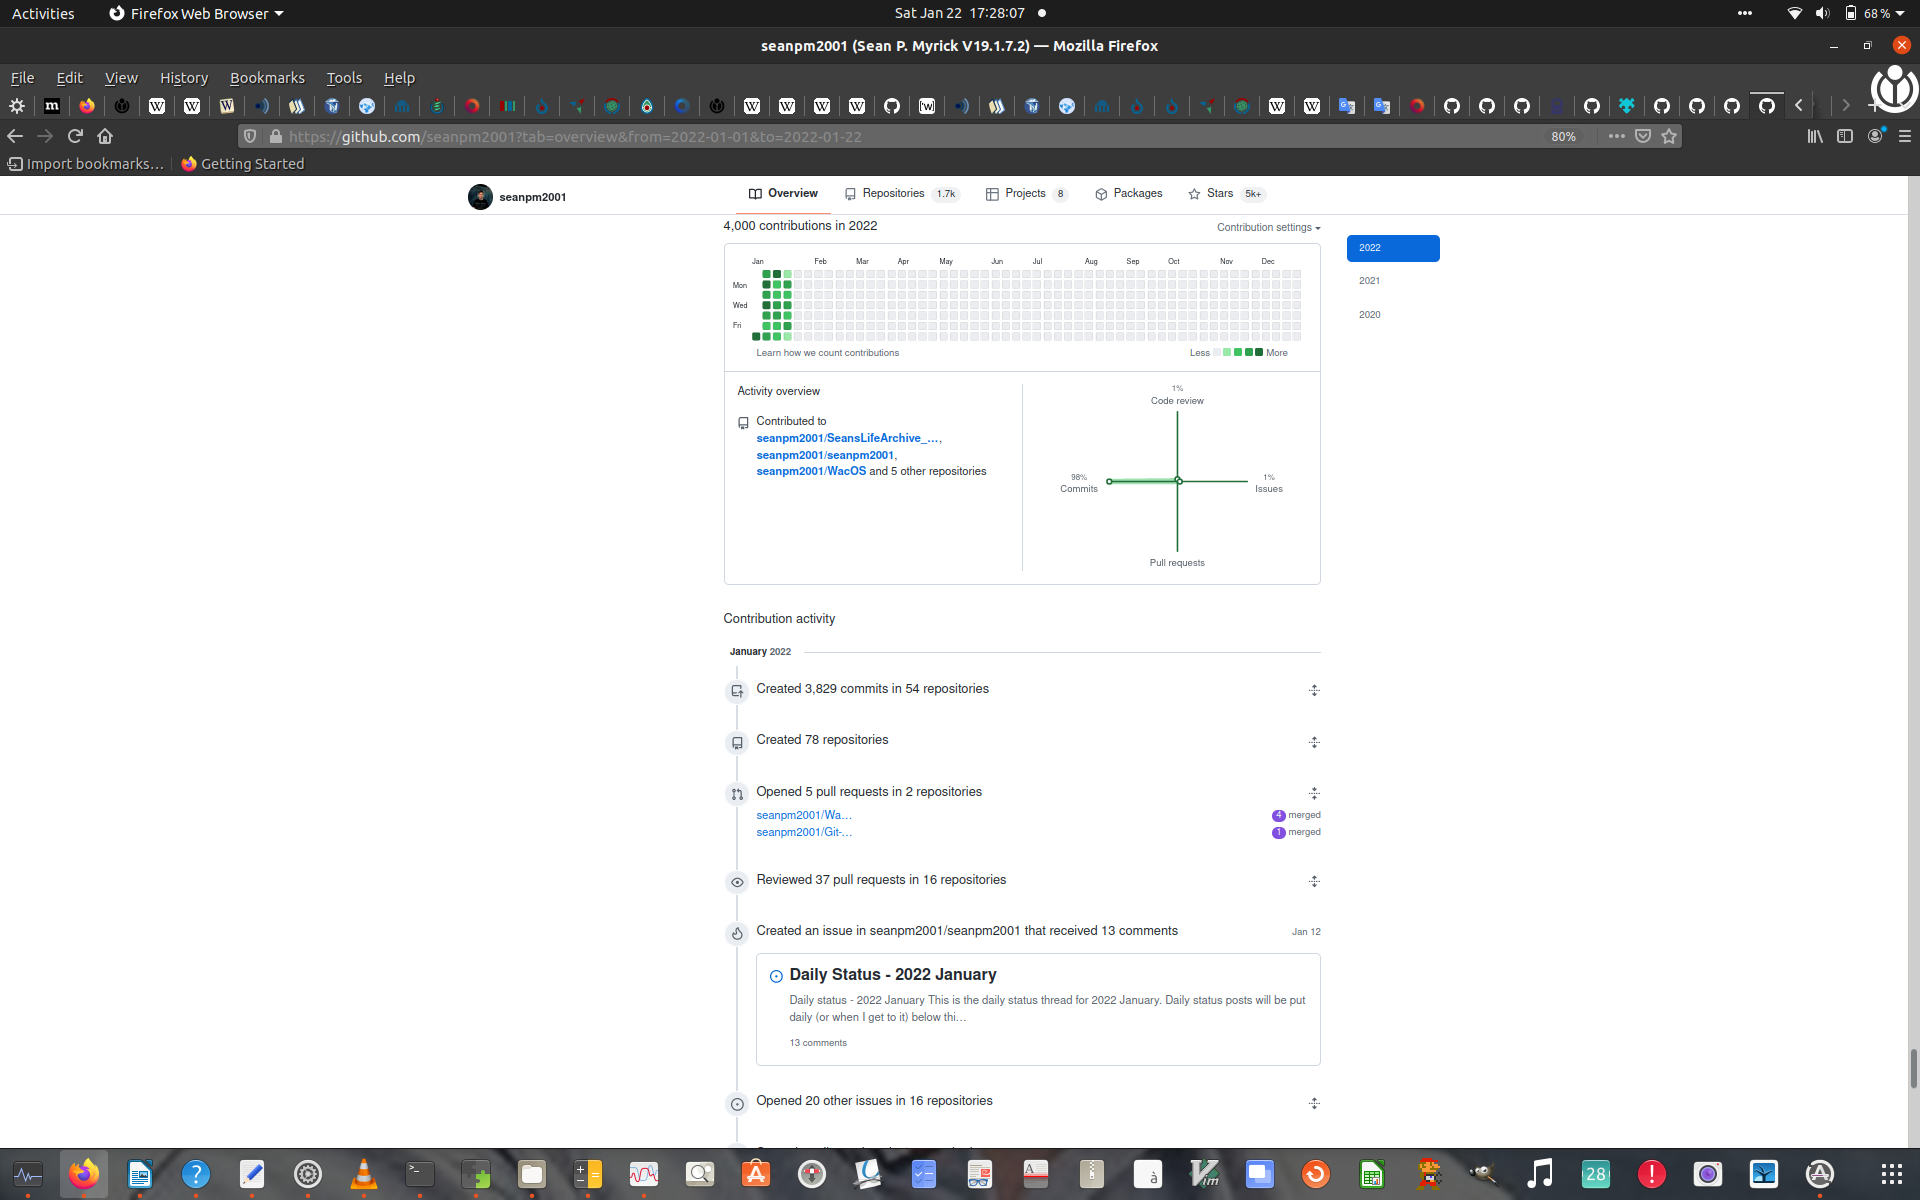 Activities
Firefox Web Browser
Sat Jan 22 17:28:07
68 %
seanpm2001 (Sean P. Myrick V19.1.7.2) — Mozilla Firefox
File Edit View History Bookmarks Tools Help
https://github.com/seanpm2001?tab=overview&from=2022-01-01&to=2022-01-22
80%
Import bookmarks…
Getting Started
seanpm2001
Overview
Repositories 1.7k
Projects 8
Packages
Stars 5k+
4,000 contributions in 2022
Contribution settings
2022
2021
2020
Jan Feb Mar Apr May Jun Jul Aug Sep Oct Nov Dec
Mon
Wed
Fri
Learn how we count contributions
Less More
Activity overview
Contributed to
seanpm2001/SeansLifeArchive_…,
seanpm2001/seanpm2001,
seanpm2001/WacOS and 5 other repositories
1%
Code review
98%
Commits
1%
Issues
Pull requests
Contribution activity
January 2022
Created 3,829 commits in 54 repositories
Created 78 repositories
Opened 5 pull requests in 2 repositories
seanpm2001/Wa… 4 merged
seanpm2001/Git-… 1 merged
Reviewed 37 pull requests in 16 repositories
Created an issue in seanpm2001/seanpm2001 that received 13 comments Jan 12
Daily Status - 2022 January
Daily status - 2022 January This is the daily status thread for 2022 January. Daily status posts will be put
daily (or when I get to it) below thi…
13 comments
Opened 20 other issues in 16 repositories
28